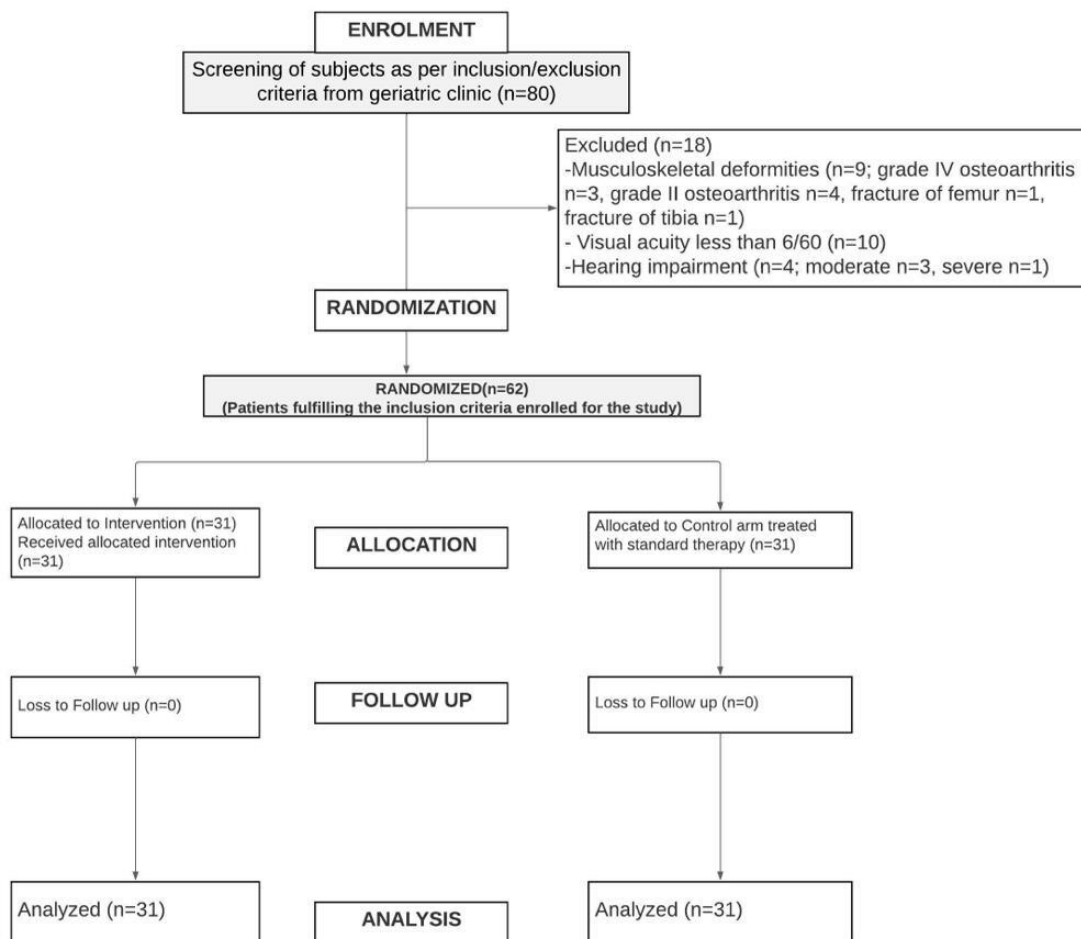 ENROLMENT
Screening of subjects as per inclusion/exclusion
criteria from geriatric clinic (n=80)
Excluded (n=18)
-Musculoskeletal deformities (n=9; grade IV osteoarthritis
n=3, grade II osteoarthritis n=4, fracture of femur n=1,
fracture of tibia n=1)
- Visual acuity less than 6/60 (n=10)
-Hearing impairment (n=4; moderate n=3, severe n=1)
RANDOMIZATION
RANDOMIZED(n=62)
(Patients fulfilling the inclusion criteria enrolled for the study)
Allocated to Intervention (n=31)
Received allocated intervention
(n=31)
ALLOCATION
Allocated to Control arm treated
with standard therapy (n=31)
Loss to Follow up (n=0)
FOLLOW UP
Loss to Follow up (n=0)
Analyzed (n=31)
ANALYSIS
Analyzed (n=31)